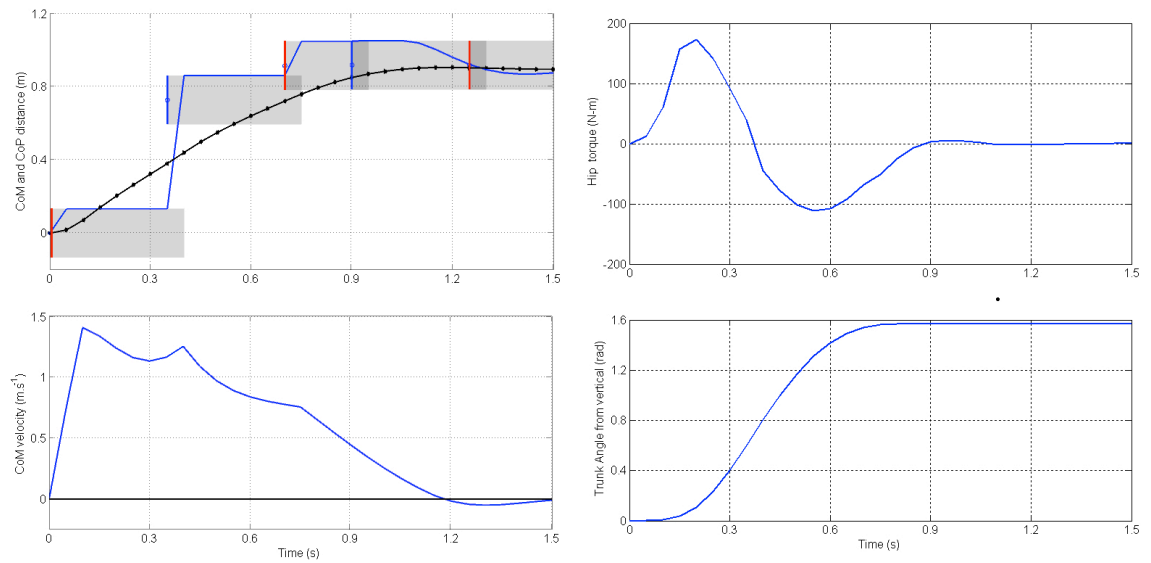 CoM and CoP distance (m)
1.2
0.8
0.4
0
0 0.3 0.6 0.9 1.2 1.5
Hip torque (N-m)
200
100
0
-100
-200
0 0.3 0.6 0.9 1.2 1.5
CoM velocity (m.s-1)
1.5
1
0.5
0
0 0.3 0.6 0.9 1.2 1.5
Time (s)
Trunk Angle from vertical (rad)
1.6
1.2
0.8
0.4
0
0 0.3 0.6 0.9 1.2 1.5
Time (s)